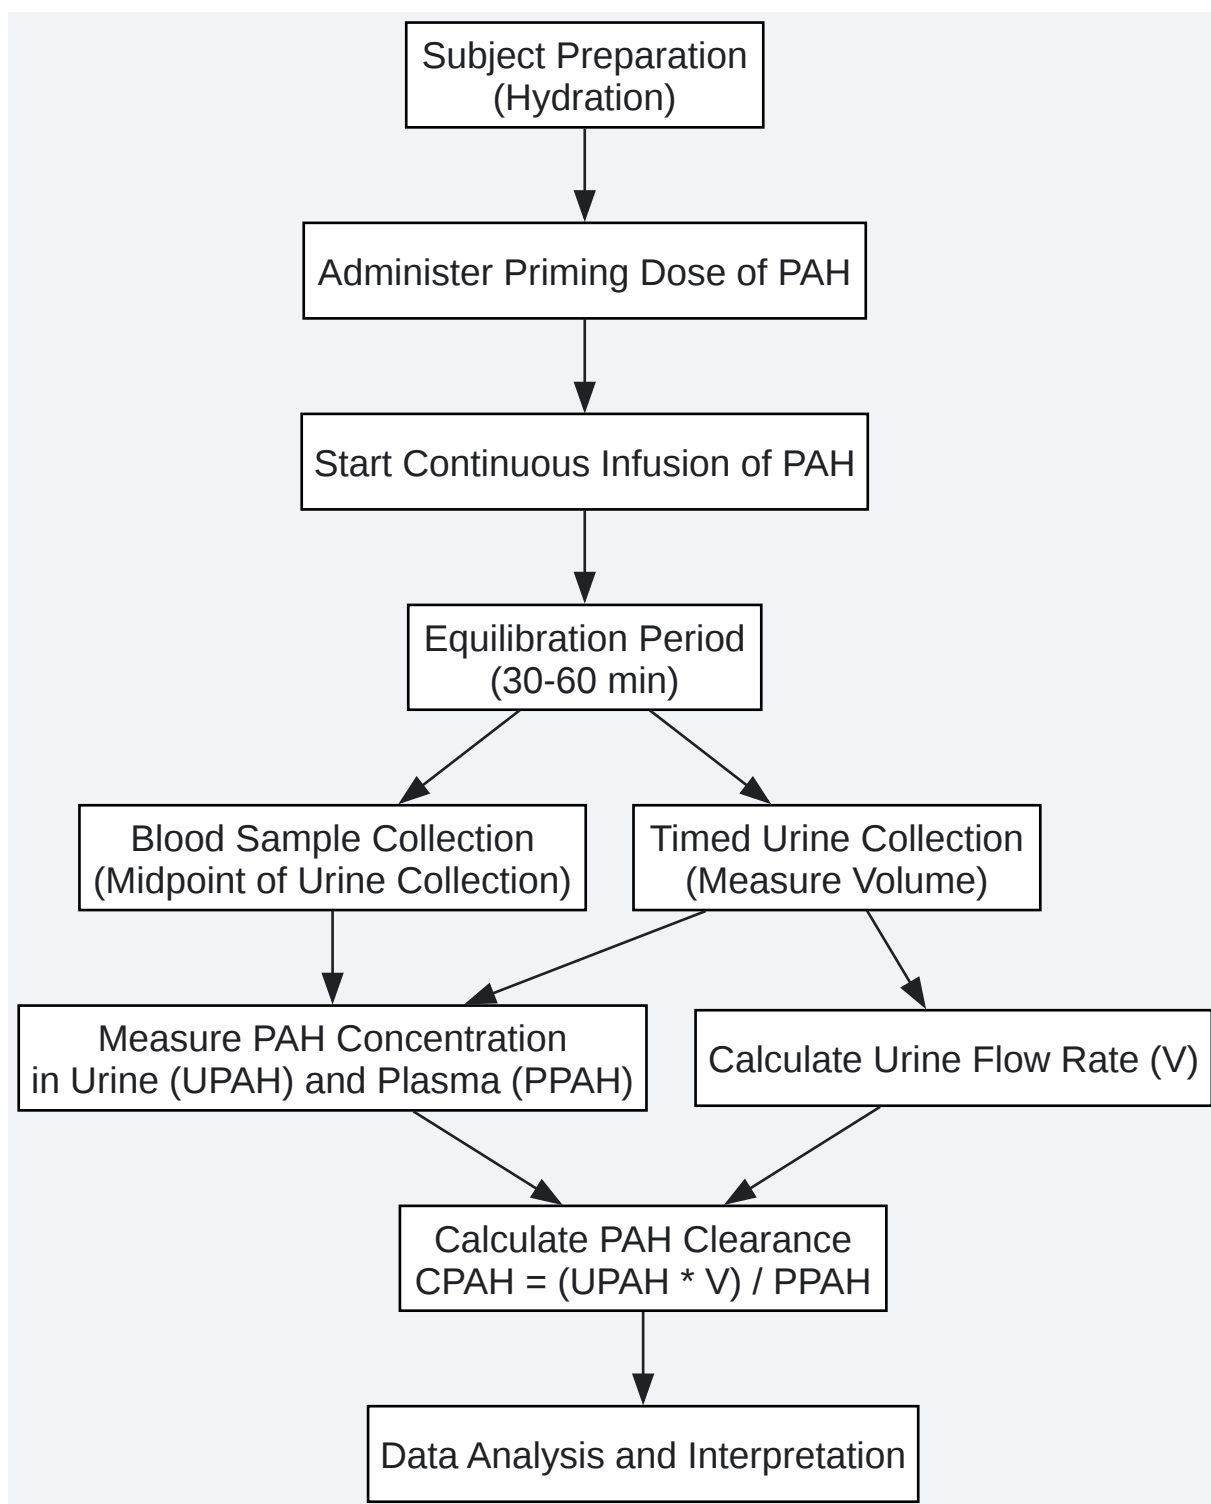 Subject Preparation
(Hydration)
Administer Priming Dose of PAH
Start Continuous Infusion of PAH
Equilibration Period
(30-60 min)
Blood Sample Collection
(Midpoint of Urine Collection)
Timed Urine Collection
(Measure Volume)
Measure PAH Concentration
in Urine (UPAH) and Plasma (PPAH)
Calculate Urine Flow Rate (V)
Calculate PAH Clearance
CPAH = (UPAH * V) / PPAH
Data Analysis and Interpretation